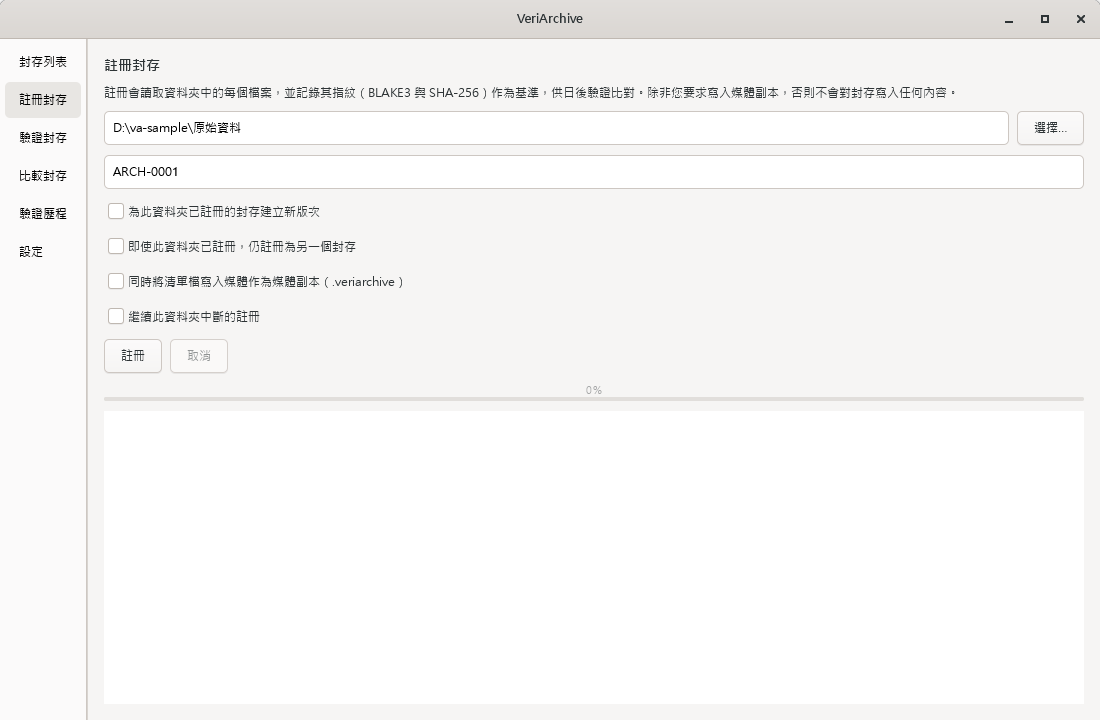 VeriArchive
封存列表
註冊封存
驗證封存
比較封存
驗證歷程
設定
註冊封存
註冊會讀取資料夾中的每個檔案，並記錄其指紋（BLAKE3 與 SHA-256）作為基準，供日後驗證比對。除非您要求寫入媒體副本，否則不會對封存寫入任何內容。
D:\va-sample\原始資料
選擇...
ARCH-0001
為此資料夾已註冊的封存建立新版次
即使此資料夾已註冊，仍註冊為另一個封存
同時將清單檔寫入媒體作為媒體副本（.veriarchive）
繼續此資料夾中斷的註冊
註冊
取消
0%